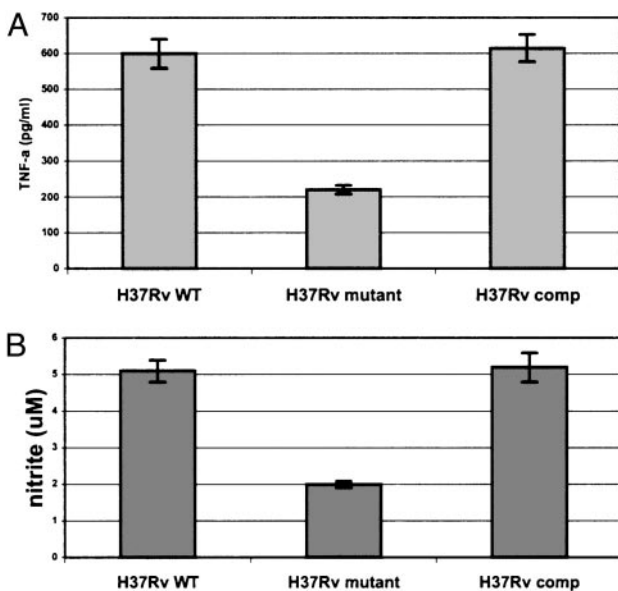 A
TNF-a (pg/ml)
700
600
500
400
300
200
100
0
H37Rv WT H37Rv mutant H37Rv comp
B
nitrite (uM)
6
5
4
3
2
1
0
H37Rv WT H37Rv mutant H37Rv comp